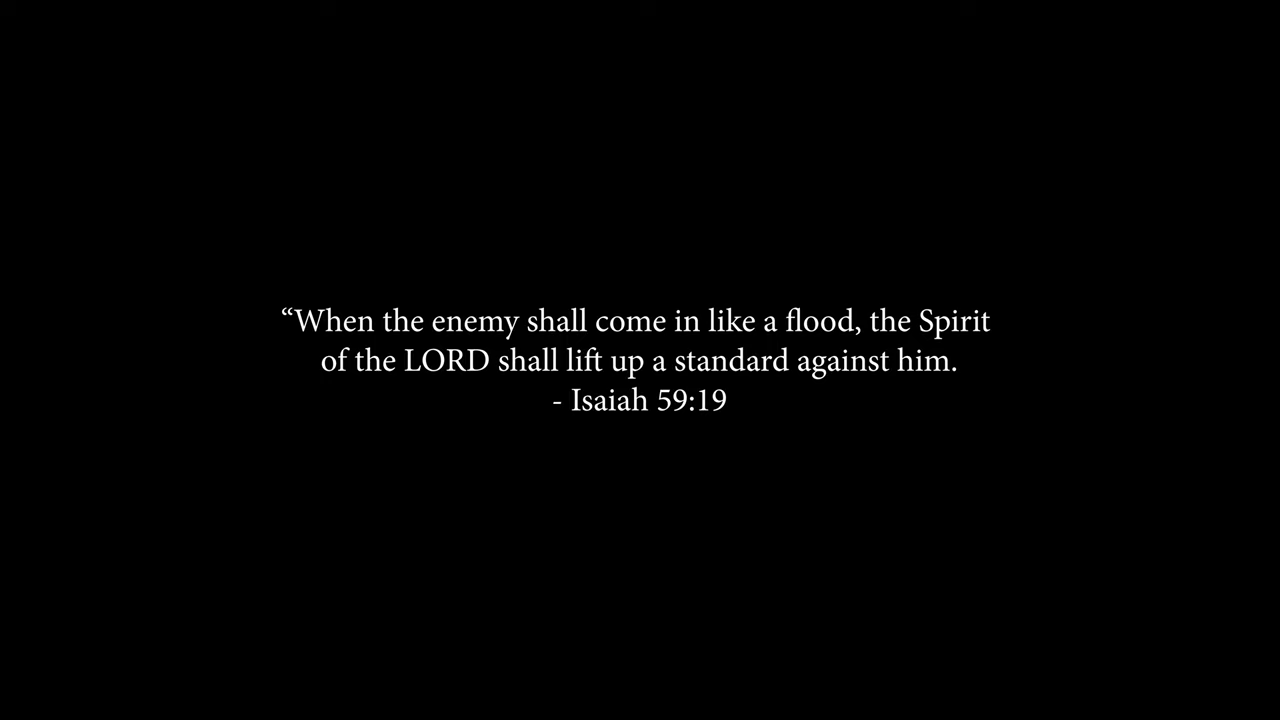 “When the enemy shall come in like a flood, the Spirit
of the LORD shall lift up a standard against him.
- Isaiah 59:19